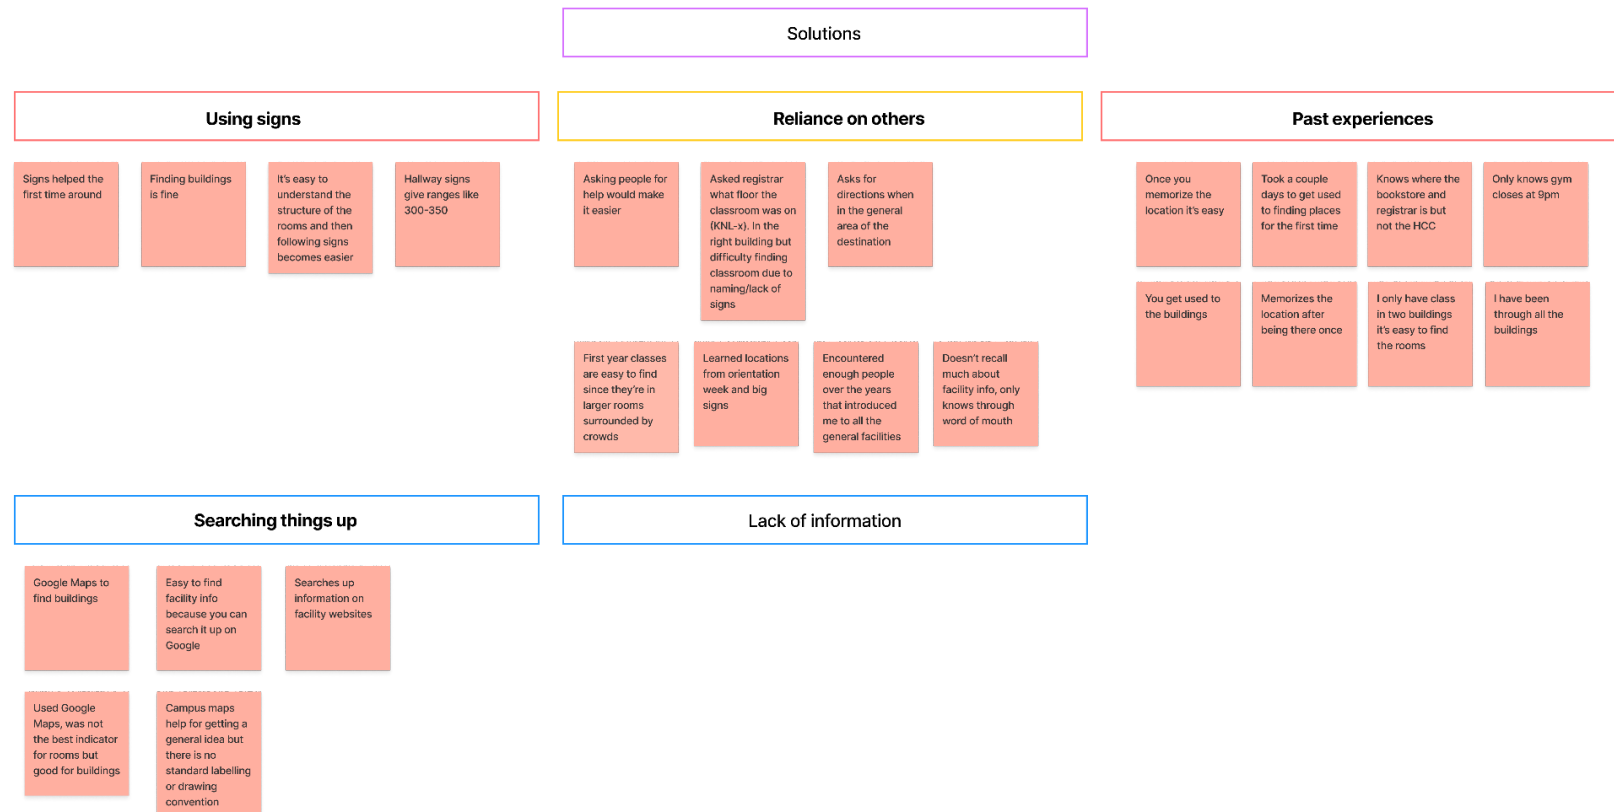 Solutions
Using signs
Reliance on others
Past experiences
Signs helped the
first time around
Finding buildings
is fine
It's easy to
understand the
structure of the
rooms and then
following signs
becomes easier
Hallway signs
give ranges like
300-350
Asking people for
help would make
it easier
Asked registrar
what floor the
classroom was on
(KNL-x). In the
right building but
difficulty finding
classroom due to
naming/lack of
signs
Asks for
directions when
in the general
area of the
destination
First year classes
are easy to find
since they're in
larger rooms
surrounded by
crowds
Learned locations
from orientation
week and big
signs
Encountered
enough people
over the years
that introduced
me to all the
general facilities
Doesn't recall
much about
facility info, only
knows through
word of mouth
Once you
memorize the
location it's easy
Took a couple
days to get used
to finding places
for the first time
Knows where the
bookstore and
registrar is but
not the HCC
Only knows gym
closes at 9pm
You get used to
the buildings
Memorizes the
location after
being there once
I only have class
in two buildings
it's easy to find
the rooms
I have been
through all the
buildings
Searching things up
Lack of information
Google Maps to
find buildings
Easy to find
facility info
because you can
search it up on
Google
Searches up
information on
facility websites
Used Google
Maps, was not
the best indicator
for rooms but
good for buildings
Campus maps
help for getting a
general idea but
there is no
standard labelling
or drawing
convention